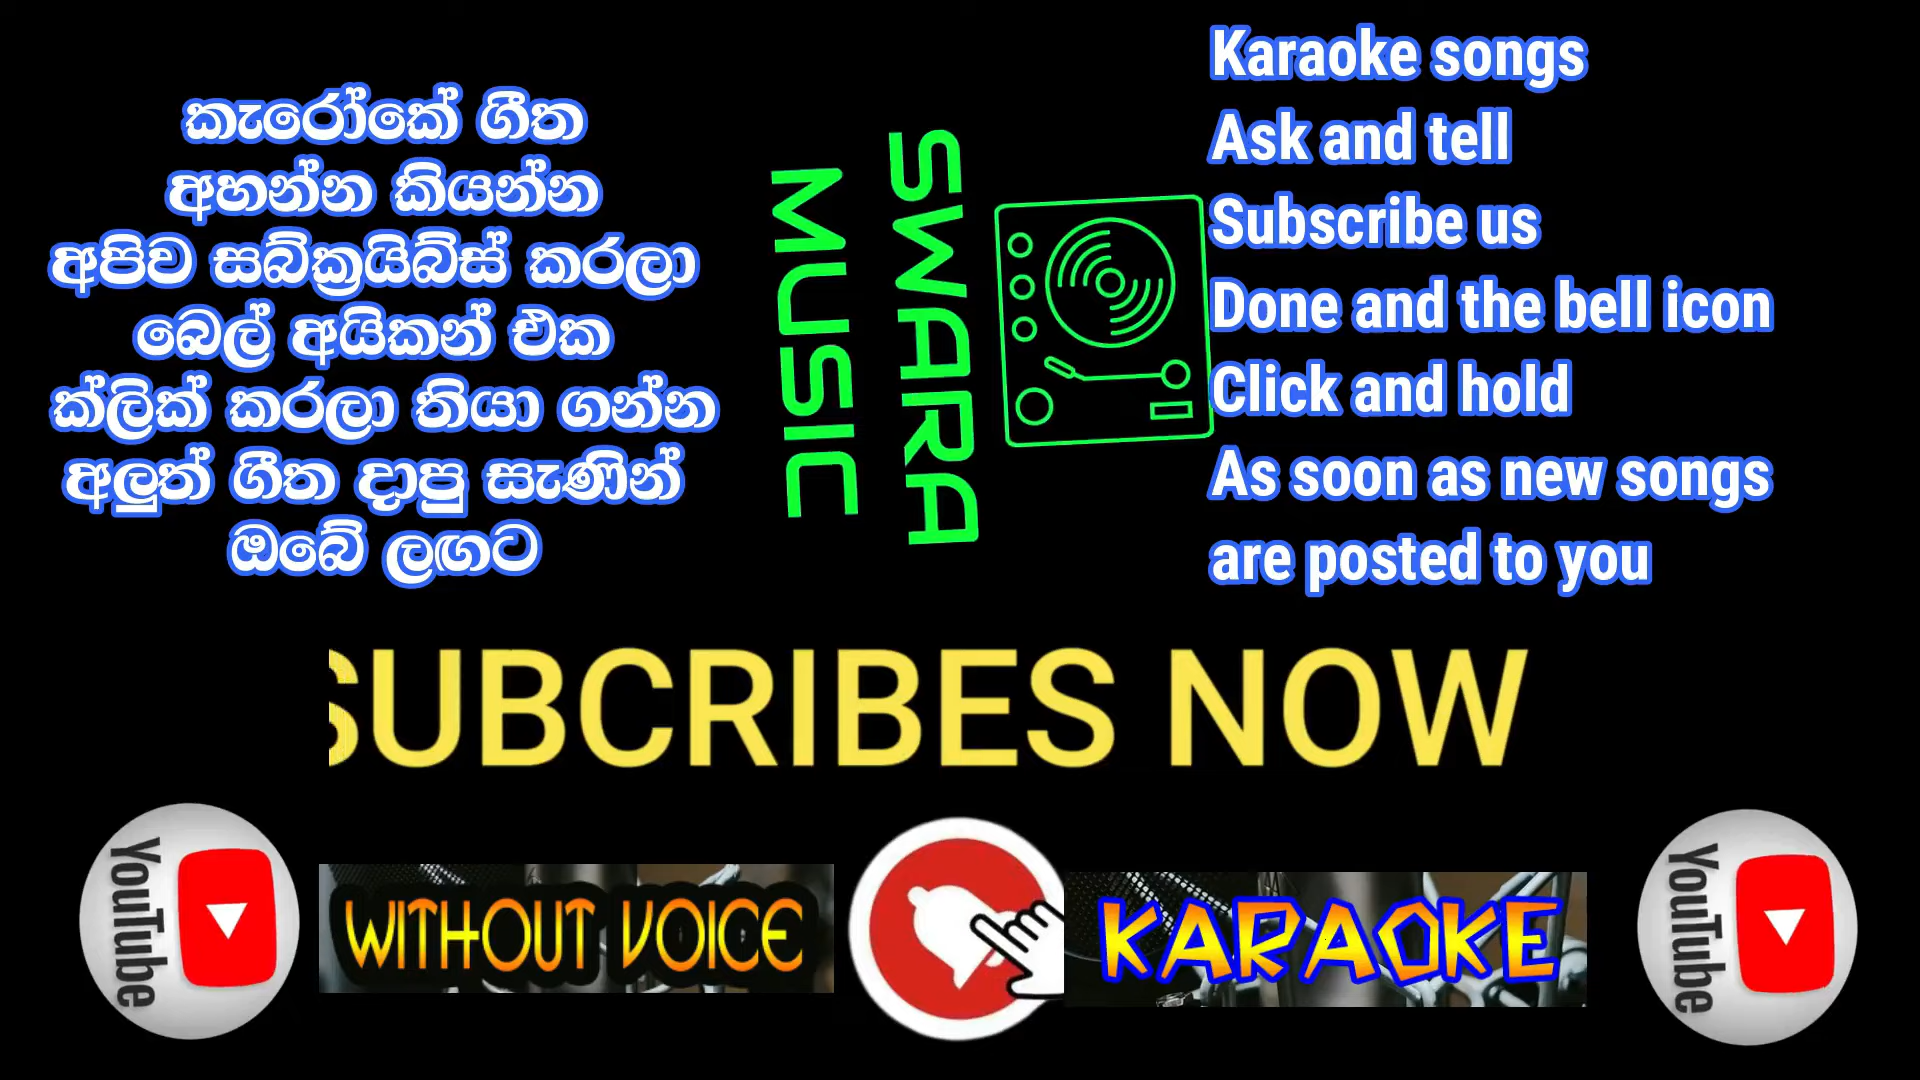 කැරෝකේ ගීත
අහන්න කියන්න
අපිව සබ්ක්‍රයිබ්ස් කරලා
බෙල් අයිකන් එක
ක්ලික් කරලා තියා ගන්න
අලුත් ගීත දාපු සැණින්
ඔබේ ලඟට
SWARA
MUSIC
Karaoke songs
Ask and tell
Subscribe us
Done and the bell icon
Click and hold
As soon as new songs
are posted to you
SUBCRIBES NOW
YouTube
WITHOUT VOICE
KARAOKE
YouTube